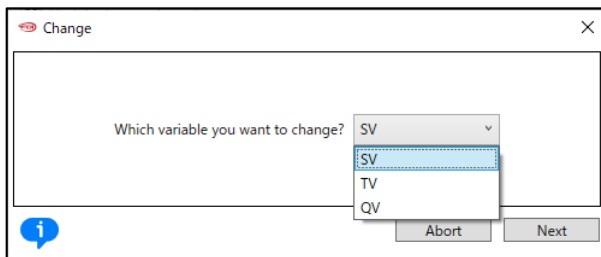 Change
Which variable you want to change? SV
SV
TV
QV
Abort Next